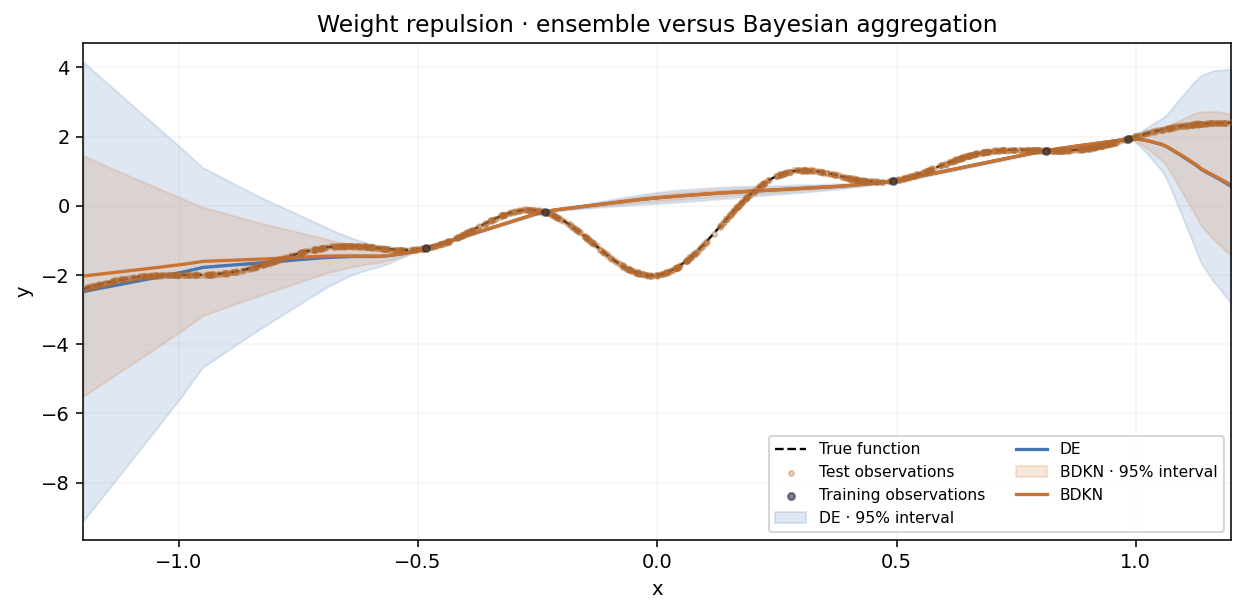 Weight repulsion · ensemble versus Bayesian aggregation
y
4
2
0
−2
−4
−6
−8
True function
Test observations
Training observations
DE · 95% interval
DE
BDKN · 95% interval
BDKN
−1.0
−0.5
0.0
0.5
1.0
x